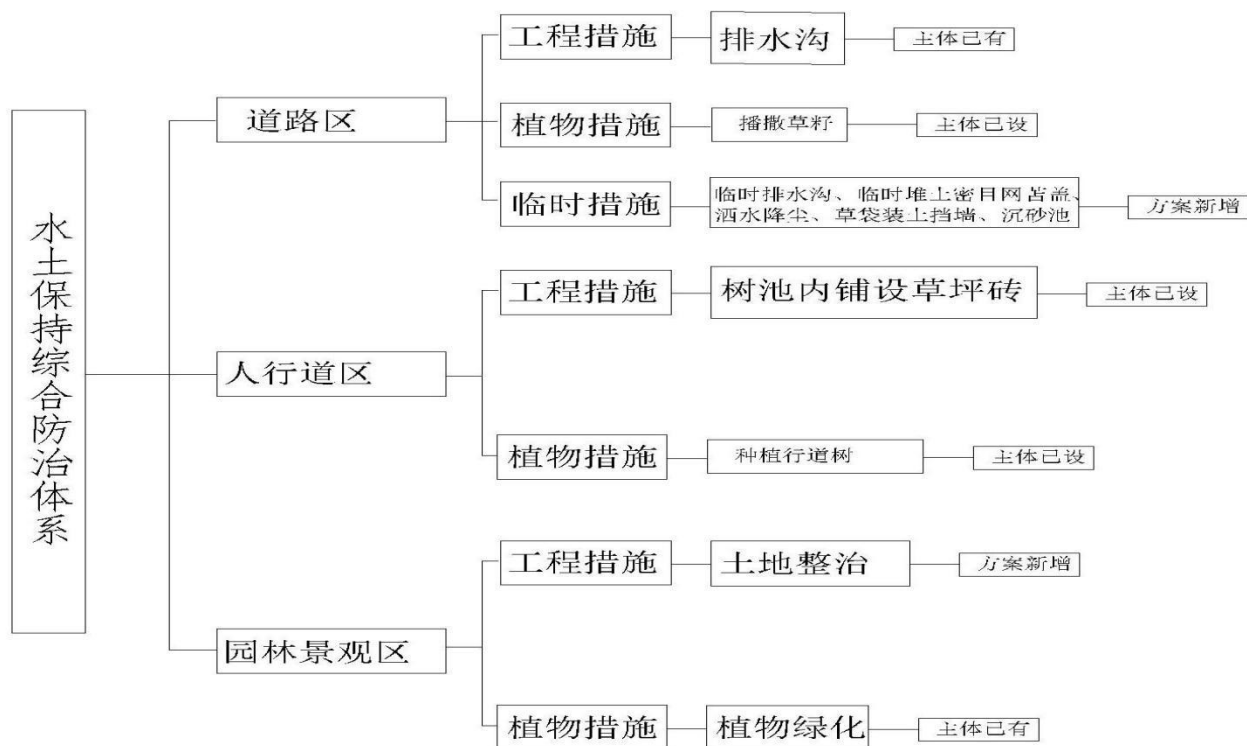 水土保持综合防治体系
道路区
工程措施
排水沟
主体已有
植物措施
播撒草籽
主体已设
临时措施
临时排水沟、临时堆土密目网苫盖、
洒水降尘、草袋装土挡墙、沉砂池
方案新增
人行道区
工程措施
树池内铺设草坪砖
主体已设
植物措施
种植行道树
主体已设
园林景观区
工程措施
土地整治
方案新增
植物措施
植物绿化
主体已有